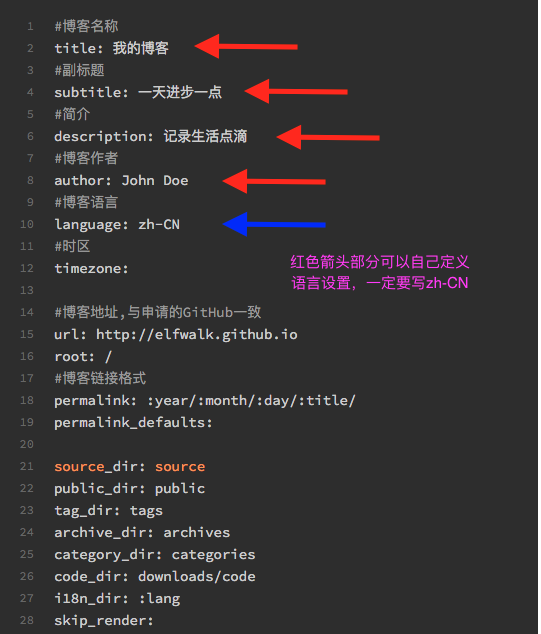 1 #博客名称
2 title: 我的博客
3 #副标题
4 subtitle: 一天进步一点
5 #简介
6 description: 记录生活点滴
7 #博客作者
8 author: John Doe
9 #博客语言
10 language: zh-CN
11 #时区
12 timezone:
红色箭头部分可以自己定义
语言设置，一定要写zh-CN
13
14 #博客地址,与申请的GitHub一致
15 url: http://elfwalk.github.io
16 root: /
17 #博客链接格式
18 permalink: :year/:month/:day/:title/
19 permalink_defaults:
20
21 source_dir: source
22 public_dir: public
23 tag_dir: tags
24 archive_dir: archives
25 category_dir: categories
26 code_dir: downloads/code
27 i18n_dir: :lang
28 skip_render: